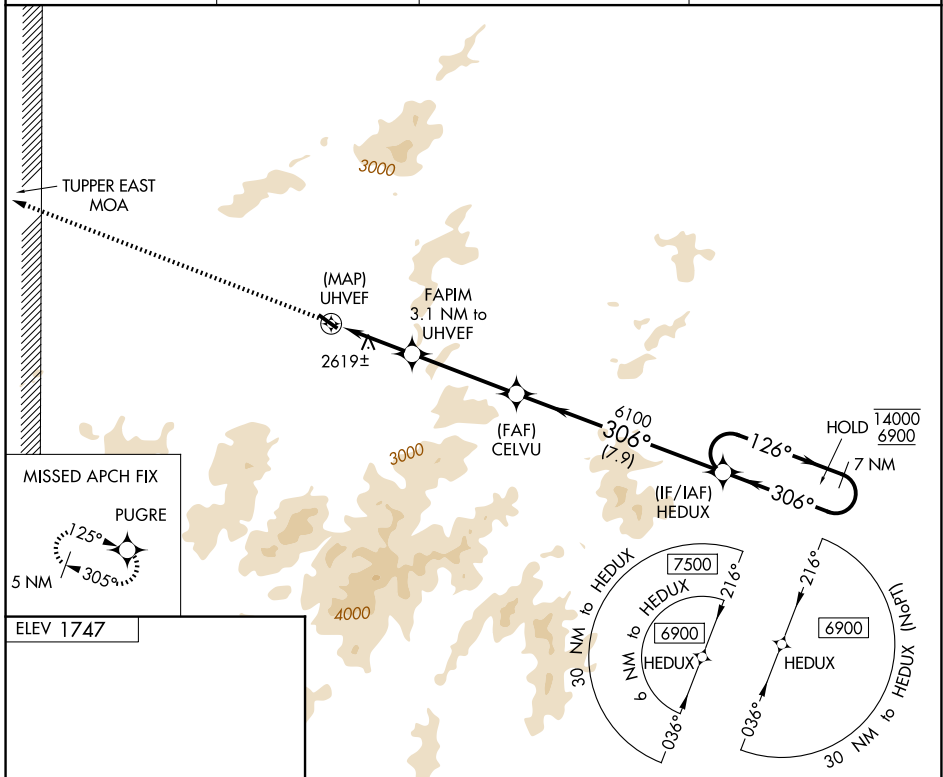 3000
TUPPER EAST
MOA
(MAP)
UHVEF
FAPIM
3.1 NM to
UHVEF
2619±
(FAF)
CELVU
6100
306°
(7.9)
HOLD
14000
6900
126°
7 NM
306°
(IF/IAF)
HEDUX
3000
4000
MISSED APCH FIX
PUGRE
125°
305°
5 NM
ELEV 1747
30 NM to HEDUX
7500
6 NM to HEDUX
6900
216°
HEDUX
036°
216°
6900
HEDUX
036°
30 NM to HEDUX (NoPT)